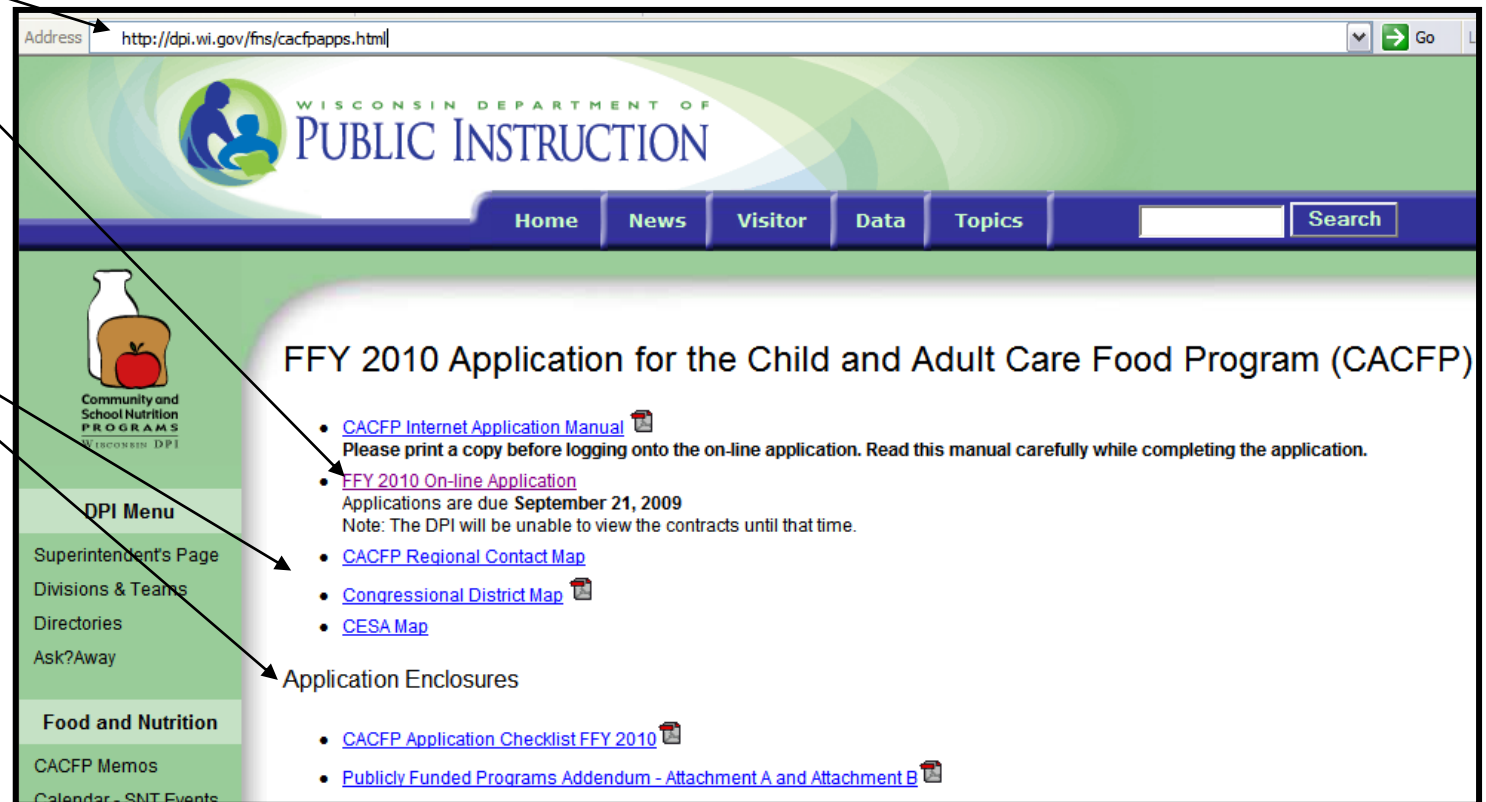 Address http://dpi.wi.gov/fns/cacfpapps.html Go L
WISCONSIN DEPARTMENT OF
PUBLIC INSTRUCTION
Home News Visitor Data Topics Search
Community and
School Nutrition
PROGRAMS
WISCONSIN DPI
DPI Menu
Superintendent's Page
Divisions & Teams
Directories
Ask?Away
Food and Nutrition
CACFP Memos
Calendar - SNT Events
FFY 2010 Application for the Child and Adult Care Food Program (CACFP)
• CACFP Internet Application Manual
Please print a copy before logging onto the on-line application. Read this manual carefully while completing the application.
• FFY 2010 On-line Application
Applications are due September 21, 2009
Note: The DPI will be unable to view the contracts until that time.
• CACFP Regional Contact Map
• Congressional District Map
• CESA Map
Application Enclosures
• CACFP Application Checklist FFY 2010
• Publicly Funded Programs Addendum - Attachment A and Attachment B